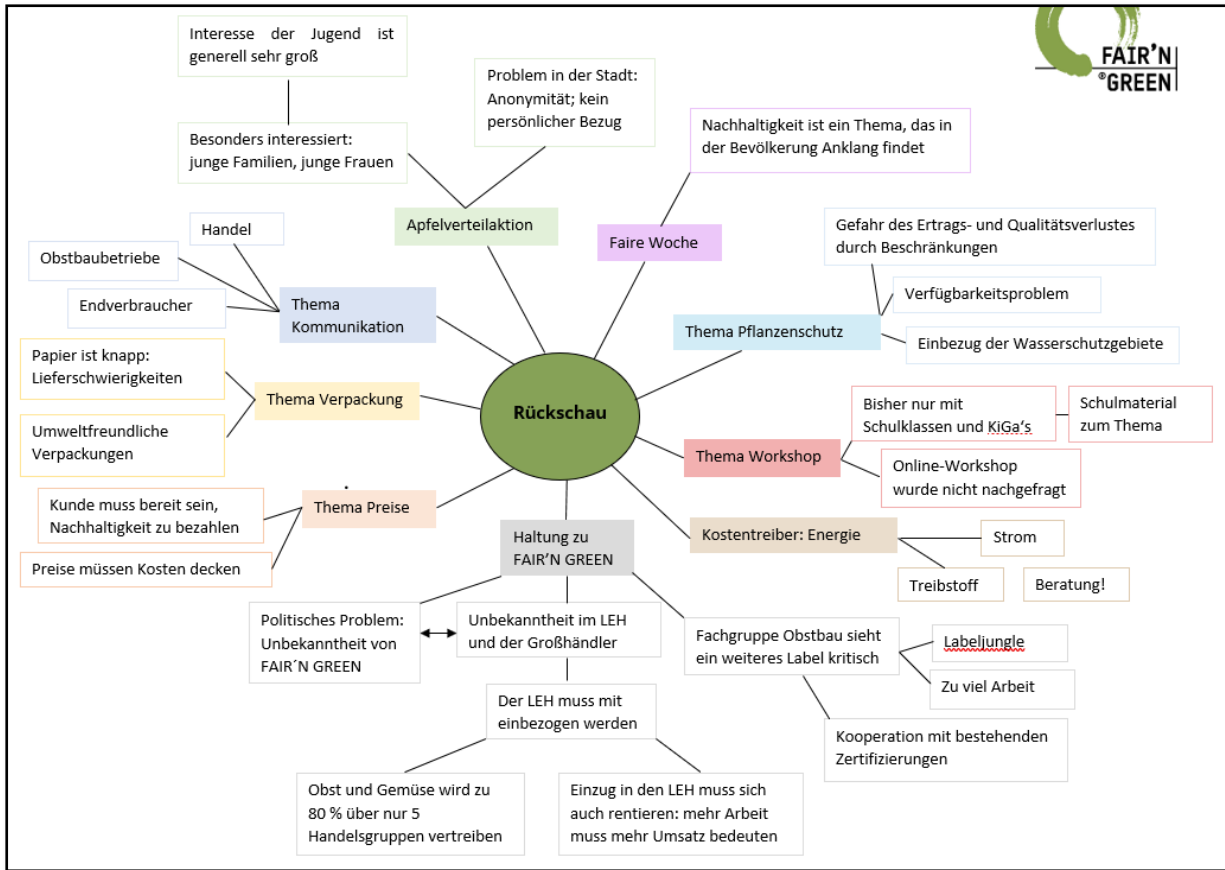 FAIR'N
®GREEN
Interesse der Jugend ist
generell sehr groß
Problem in der Stadt:
Anonymität; kein
persönlicher Bezug
Besonders interessiert:
junge Familien, junge Frauen
Nachhaltigkeit ist ein Thema, das in
der Bevölkerung Anklang findet
Apfelverteilaktion
Faire Woche
Handel
Obstbaubetriebe
Endverbraucher
Thema
Kommunikation
Gefahr des Ertrags- und Qualitätsverlustes
durch Beschränkungen
Verfügbarkeitsproblem
Thema Pflanzenschutz
Einbezug der Wasserschutzgebiete
Papier ist knapp:
Lieferschwierigkeiten
Thema Verpackung
Umweltfreundliche
Verpackungen
Rückschau
Bisher nur mit
Schulklassen und KiGa's
Schulmaterial
zum Thema
Thema Workshop
Online-Workshop
wurde nicht nachgefragt
Kunde muss bereit sein,
Nachhaltigkeit zu bezahlen
Thema Preise
Preise müssen Kosten decken
Haltung zu
FAIR'N GREEN
Kostentreiber: Energie
Strom
Treibstoff
Beratung!
Politisches Problem:
Unbekanntheit von
FAIR´N GREEN
Unbekanntheit im LEH
und der Großhändler
Fachgruppe Obstbau sieht
ein weiteres Label kritisch
Labeljungle
Zu viel Arbeit
Der LEH muss mit
einbezogen werden
Kooperation mit bestehenden
Zertifizierungen
Obst und Gemüse wird zu
80 % über nur 5
Handelsgruppen vertreiben
Einzug in den LEH muss sich
auch rentieren: mehr Arbeit
muss mehr Umsatz bedeuten